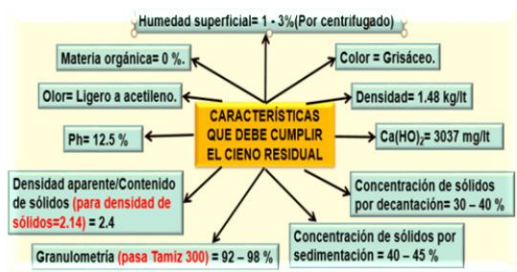 Humedad superficial= 1 - 3%(Por centrifugado)
Materia orgánica= 0 %.
Color = Grisáceo.
Olor= Ligero a acetileno.
Densidad= 1.48 kg/lt
CARACTERÍSTICAS
QUE DEBE CUMPLIR
EL CIENO RESIDUAL
Ph= 12.5 %
Ca(HO)₂= 3037 mg/lt
Densidad aparente/Contenido
de sólidos (para densidad de
sólidos=2.14) = 2.4
Concentración de sólidos
por decantación= 30 – 40 %
Granulometría (pasa Tamiz 300) = 92 – 98 %
Concentración de sólidos por
sedimentación = 40 – 45 %